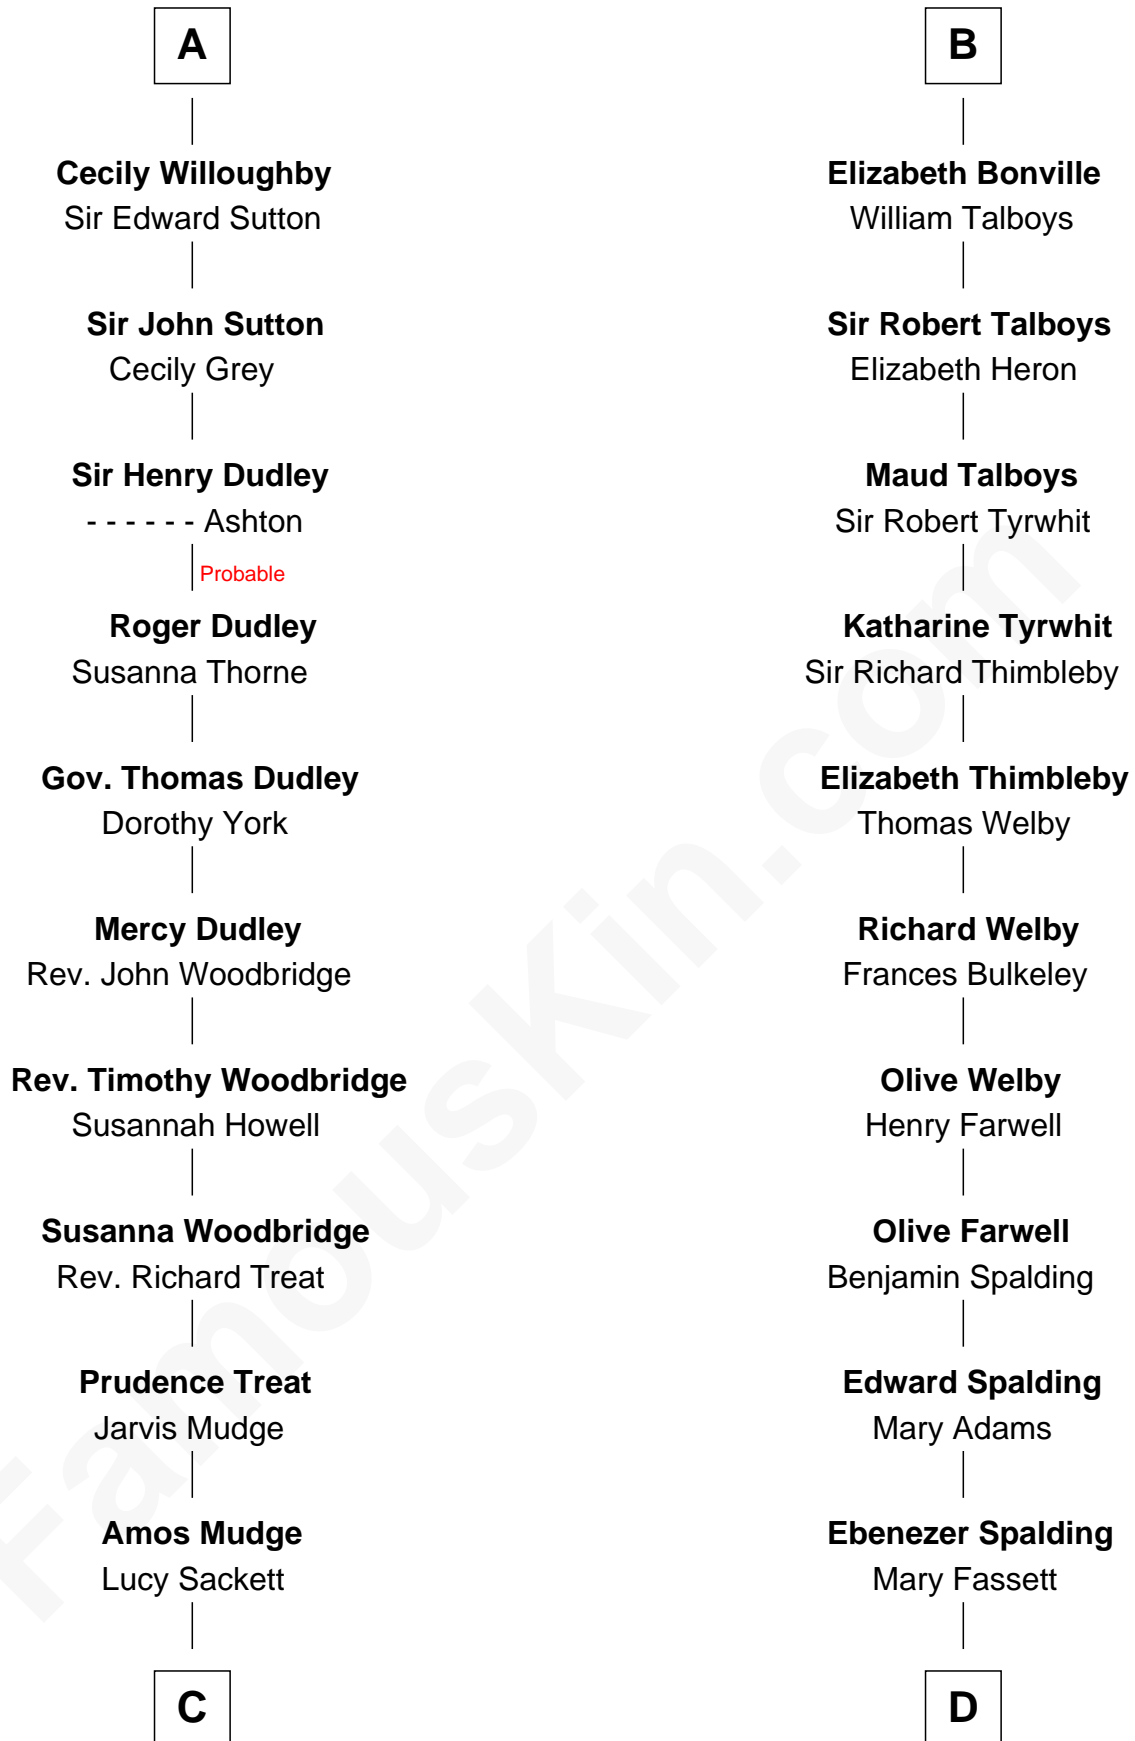 A
Cecily Willoughby
Sir Edward Sutton
Sir John Sutton
Cecily Grey
Sir Henry Dudley
- - - - - - Ashton
Probable
Roger Dudley
Susanna Thorne
Gov. Thomas Dudley
Dorothy York
Mercy Dudley
Rev. John Woodbridge
Rev. Timothy Woodbridge
Susannah Howell
Susanna Woodbridge
Rev. Richard Treat
Prudence Treat
Jarvis Mudge
Amos Mudge
Lucy Sackett
C
B
Elizabeth Bonville
William Talboys
Sir Robert Talboys
Elizabeth Heron
Maud Talboys
Sir Robert Tyrwhit
Katharine Tyrwhit
Sir Richard Thimbleby
Elizabeth Thimbleby
Thomas Welby
Richard Welby
Frances Bulkeley
Olive Welby
Henry Farwell
Olive Farwell
Benjamin Spalding
Edward Spalding
Mary Adams
Ebenezer Spalding
Mary Fassett
D
FamousKin.com